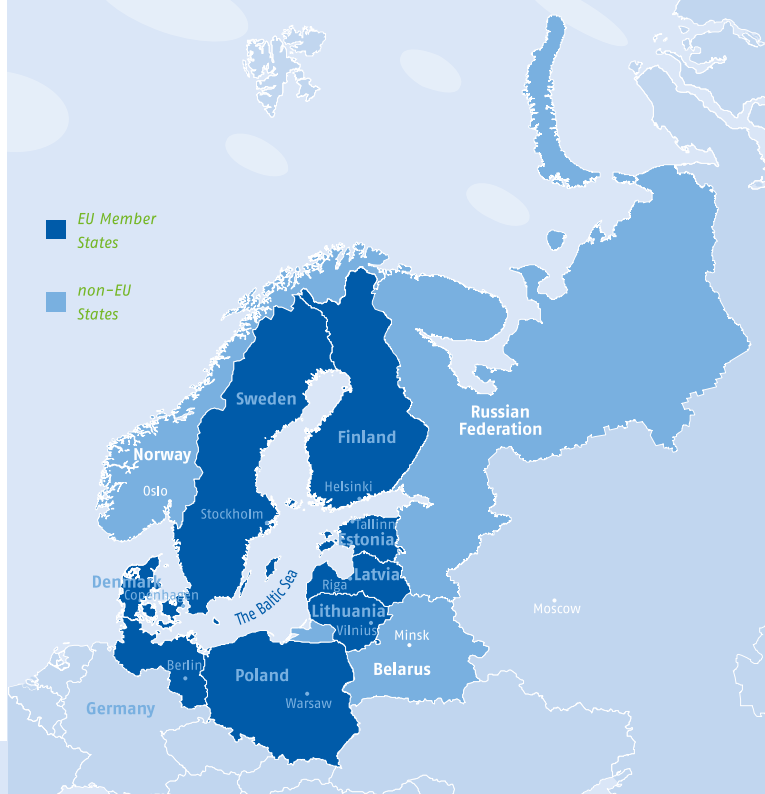 EU Member
States
non-EU
States
Sweden
Finland
Russian
Federation
Norway
Oslo
Helsinki
Stockholm
Tallinn
Estonia
Denmark
Copenhagen
Latvia
Riga
The Baltic Sea
Lithuania
Vilnius
Moscow
Minsk
Berlin
Poland
Belarus
Warsaw
Germany